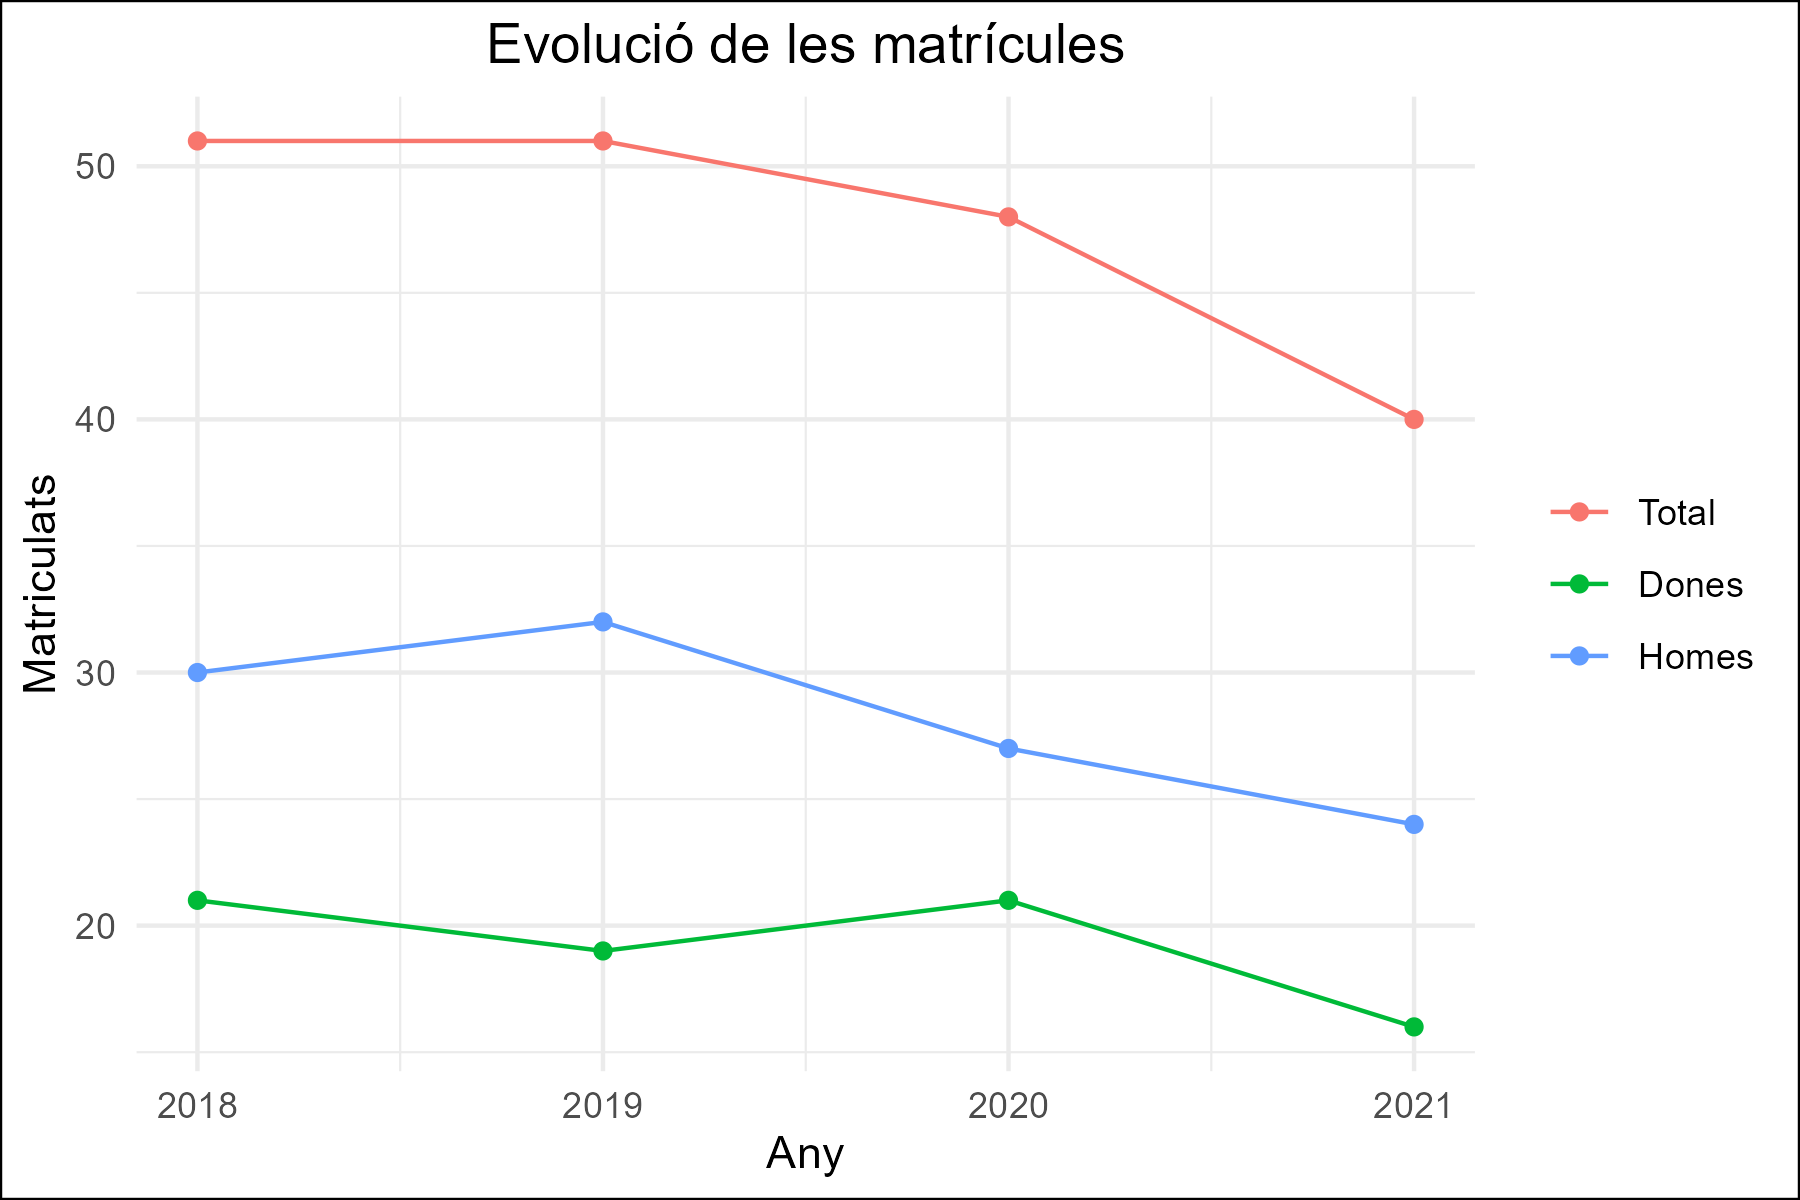 Evolució de les matrícules
Matriculats
50
40
30
20
2018
2019
2020
2021
Any
Total
Dones
Homes